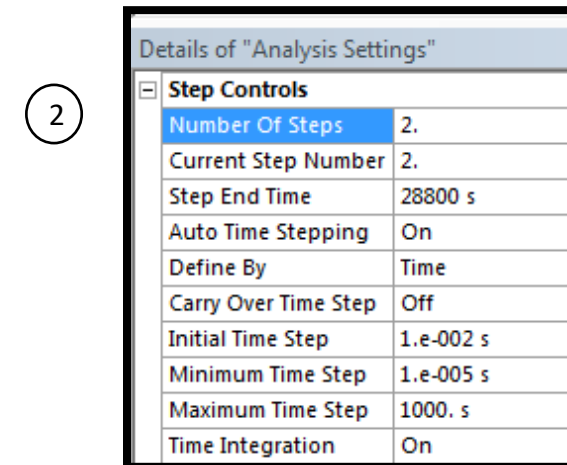 Details of "Analysis Settings"
2
Step Controls
Number Of Steps 2.
Current Step Number 2.
Step End Time 28800 s
Auto Time Stepping On
Define By Time
Carry Over Time Step Off
Initial Time Step 1.e-002 s
Minimum Time Step 1.e-005 s
Maximum Time Step 1000. s
Time Integration On